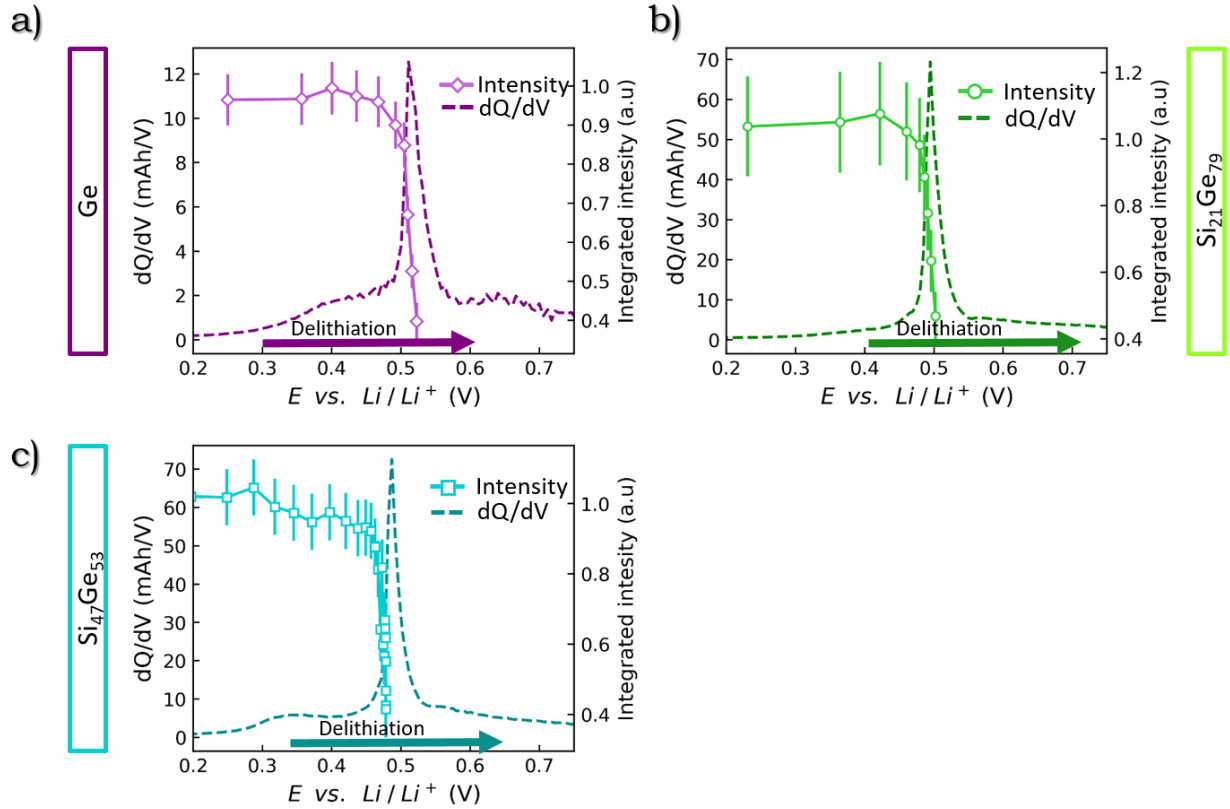 a)
Ge
dQ/dV (mAh/V)
12
10
8
6
4
2
0
Intensity
dQ/dV
Delithiation
1.0
0.9
0.8
0.7
0.6
0.5
0.4
Integrated intesity (a.u)
0.2 0.3 0.4 0.5 0.6 0.7
E vs. Li / Li⁺ (V)
b)
dQ/dV (mAh/V)
70
60
50
40
30
20
10
0
Intensity
dQ/dV
Delithiation
1.2
1.0
0.8
0.6
0.4
Integrated intesity (a.u)
Si₂₁Ge₇₉
0.2 0.3 0.4 0.5 0.6 0.7
E vs. Li / Li⁺ (V)
c)
Si₄₇Ge₅₃
dQ/dV (mAh/V)
70
60
50
40
30
20
10
0
Intensity
dQ/dV
Delithiation
1.0
0.8
0.6
0.4
Integrated intesity (a.u)
0.2 0.3 0.4 0.5 0.6 0.7
E vs. Li / Li⁺ (V)